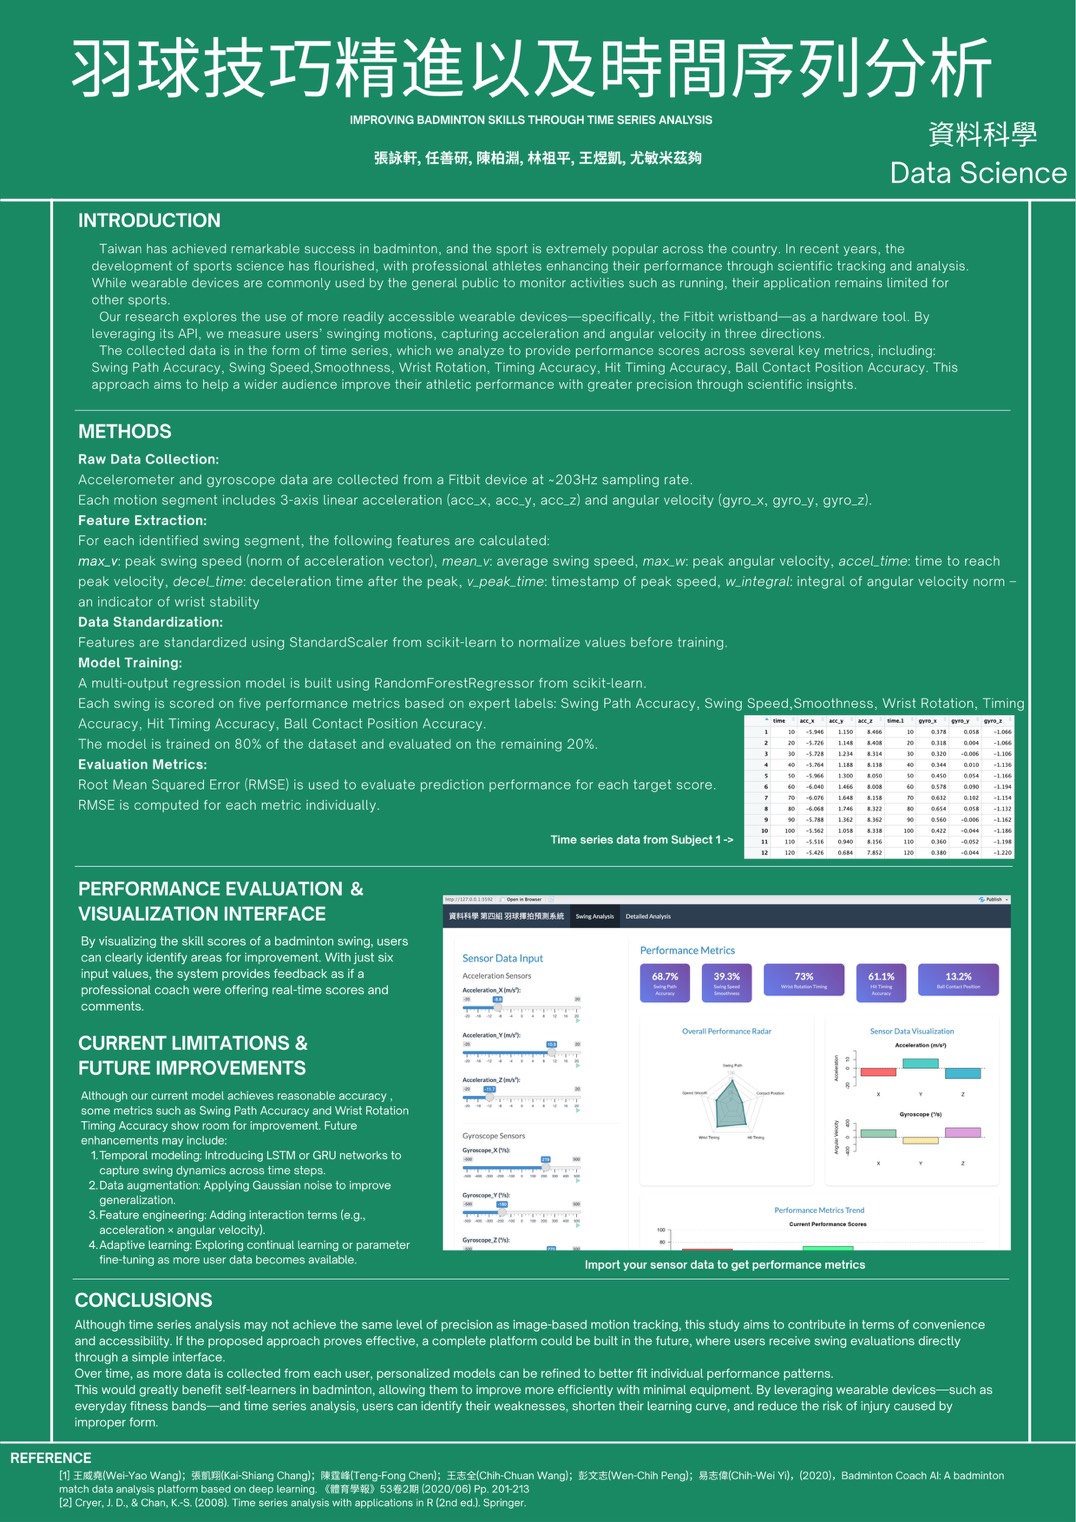 羽球技巧精進以及時間序列分析
IMPROVING BADMINTON SKILLS THROUGH TIME SERIES ANALYSIS
張詠軒, 任善研, 陳柏淵, 林祖平, 王煜凱, 尤敏米茲夠
資料科學
Data Science
INTRODUCTION
Taiwan has achieved remarkable success in badminton, and the sport is extremely popular across the country. In recent years, the
development of sports science has flourished, with professional athletes enhancing their performance through scientific tracking and analysis.
While wearable devices are commonly used by the general public to monitor activities such as running, their application remains limited for
other sports.
Our research explores the use of more readily accessible wearable devices—specifically, the Fitbit wristband—as a hardware tool. By
leveraging its API, we measure users' swinging motions, capturing acceleration and angular velocity in three directions.
The collected data is in the form of time series, which we analyze to provide performance scores across several key metrics, including:
Swing Path Accuracy, Swing Speed,Smoothness, Wrist Rotation, Timing Accuracy, Hit Timing Accuracy, Ball Contact Position Accuracy. This
approach aims to help a wider audience improve their athletic performance with greater precision through scientific insights.
METHODS
Raw Data Collection:
Accelerometer and gyroscope data are collected from a Fitbit device at ~203Hz sampling rate.
Each motion segment includes 3-axis linear acceleration (acc_x, acc_y, acc_z) and angular velocity (gyro_x, gyro_y, gyro_z).
Feature Extraction:
For each identified swing segment, the following features are calculated:
max_v: peak swing speed (norm of acceleration vector), mean_v: average swing speed, max_w: peak angular velocity, accel_time: time to reach
peak velocity, decel_time: deceleration time after the peak, v_peak_time: timestamp of peak speed, w_integral: integral of angular velocity norm –
an indicator of wrist stability
Data Standardization:
Features are standardized using StandardScaler from scikit-learn to normalize values before training.
Model Training:
A multi-output regression model is built using RandomForestRegressor from scikit-learn.
Each swing is scored on five performance metrics based on expert labels: Swing Path Accuracy, Swing Speed,Smoothness, Wrist Rotation, Timing
Accuracy, Hit Timing Accuracy, Ball Contact Position Accuracy.
The model is trained on 80% of the dataset and evaluated on the remaining 20%.
Evaluation Metrics:
Root Mean Squared Error (RMSE) is used to evaluate prediction performance for each target score.
RMSE is computed for each metric individually.
Time series data from Subject 1 ->
time acc_x acc_y acc_z time.1 gyro_x gyro_y gyro_z
1 10 −5.946 1.150 8.466 10 0.378 0.058 −1.066
2 20 −5.726 1.148 8.408 20 0.318 0.004 −1.066
3 30 −5.728 1.234 8.314 30 0.320 −0.006 −1.106
4 40 −5.764 1.188 8.138 40 0.344 0.010 −1.136
5 50 −5.966 1.300 8.050 50 0.450 0.054 −1.166
6 60 −6.040 1.466 8.008 60 0.578 0.090 −1.194
7 70 −6.076 1.648 8.158 70 0.632 0.102 −1.154
8 80 −6.068 1.746 8.322 80 0.654 0.058 −1.132
9 90 −5.788 1.362 8.362 90 0.560 −0.006 −1.162
10 100 −5.562 1.058 8.338 100 0.422 −0.044 −1.186
11 110 −5.516 0.940 8.156 110 0.360 −0.052 −1.198
12 120 −5.426 0.684 7.852 120 0.380 −0.044 −1.220
PERFORMANCE EVALUATION &
VISUALIZATION INTERFACE
By visualizing the skill scores of a badminton swing, users
can clearly identify areas for improvement. With just six
input values, the system provides feedback as if a
professional coach were offering real-time scores and
comments.
CURRENT LIMITATIONS &
FUTURE IMPROVEMENTS
Although our current model achieves reasonable accuracy ,
some metrics such as Swing Path Accuracy and Wrist Rotation
Timing Accuracy show room for improvement. Future
enhancements may include:
1.Temporal modeling: Introducing LSTM or GRU networks to
capture swing dynamics across time steps.
2.Data augmentation: Applying Gaussian noise to improve
generalization.
3.Feature engineering: Adding interaction terms (e.g.,
acceleration × angular velocity).
4.Adaptive learning: Exploring continual learning or parameter
fine-tuning as more user data becomes available.
Open in Browser
Publish
資料科學 第四組 羽球揮拍預測系統 Swing Analysis Detailed Analysis
Sensor Data Input
Acceleration Sensors
Acceleration_X (m/s²):
Acceleration_Y (m/s²):
Acceleration_Z (m/s²):
Gyroscope Sensors
Gyroscope_X (°/s):
Gyroscope_Y (°/s):
Gyroscope_Z (°/s):
Performance Metrics
68.7% 39.3% 73% 61.1% 13.2%
Swing Path Accuracy
Swing Speed Smoothness
Wrist Rotation Timing
Hit Timing Accuracy
Ball Contact Position
Overall Performance Radar
Swing Path
Contact Position
Hit Timing
Wrist Timing
Sensor Data Visualization
Acceleration (m/s²)
Acceleration
X Y Z
Gyroscope (°/s)
Angular Velocity
X Y Z
Performance Metrics Trend
Current Performance Scores
100
80
Import your sensor data to get performance metrics
CONCLUSIONS
Although time series analysis may not achieve the same level of precision as image-based motion tracking, this study aims to contribute in terms of convenience
and accessibility. If the proposed approach proves effective, a complete platform could be built in the future, where users receive swing evaluations directly
through a simple interface.
Over time, as more data is collected from each user, personalized models can be refined to better fit individual performance patterns.
This would greatly benefit self-learners in badminton, allowing them to improve more efficiently with minimal equipment. By leveraging wearable devices—such as
everyday fitness bands—and time series analysis, users can identify their weaknesses, shorten their learning curve, and reduce the risk of injury caused by
improper form.
REFERENCE
[1] 王威堯(Wei-Yao Wang)；張凱翔(Kai-Shiang Chang)；陳霆峰(Teng-Fong Chen)；王志全(Chih-Chuan Wang)；彭文志(Wen-Chih Peng)；易志偉(Chih-Wei Yi)，(2020)，Badminton Coach AI: A badminton
match data analysis platform based on deep learning. 《體育學報》53卷2期 (2020/06) Pp. 201-213
[2] Cryer, J. D., & Chan, K.-S. (2008). Time series analysis with applications in R (2nd ed.). Springer.